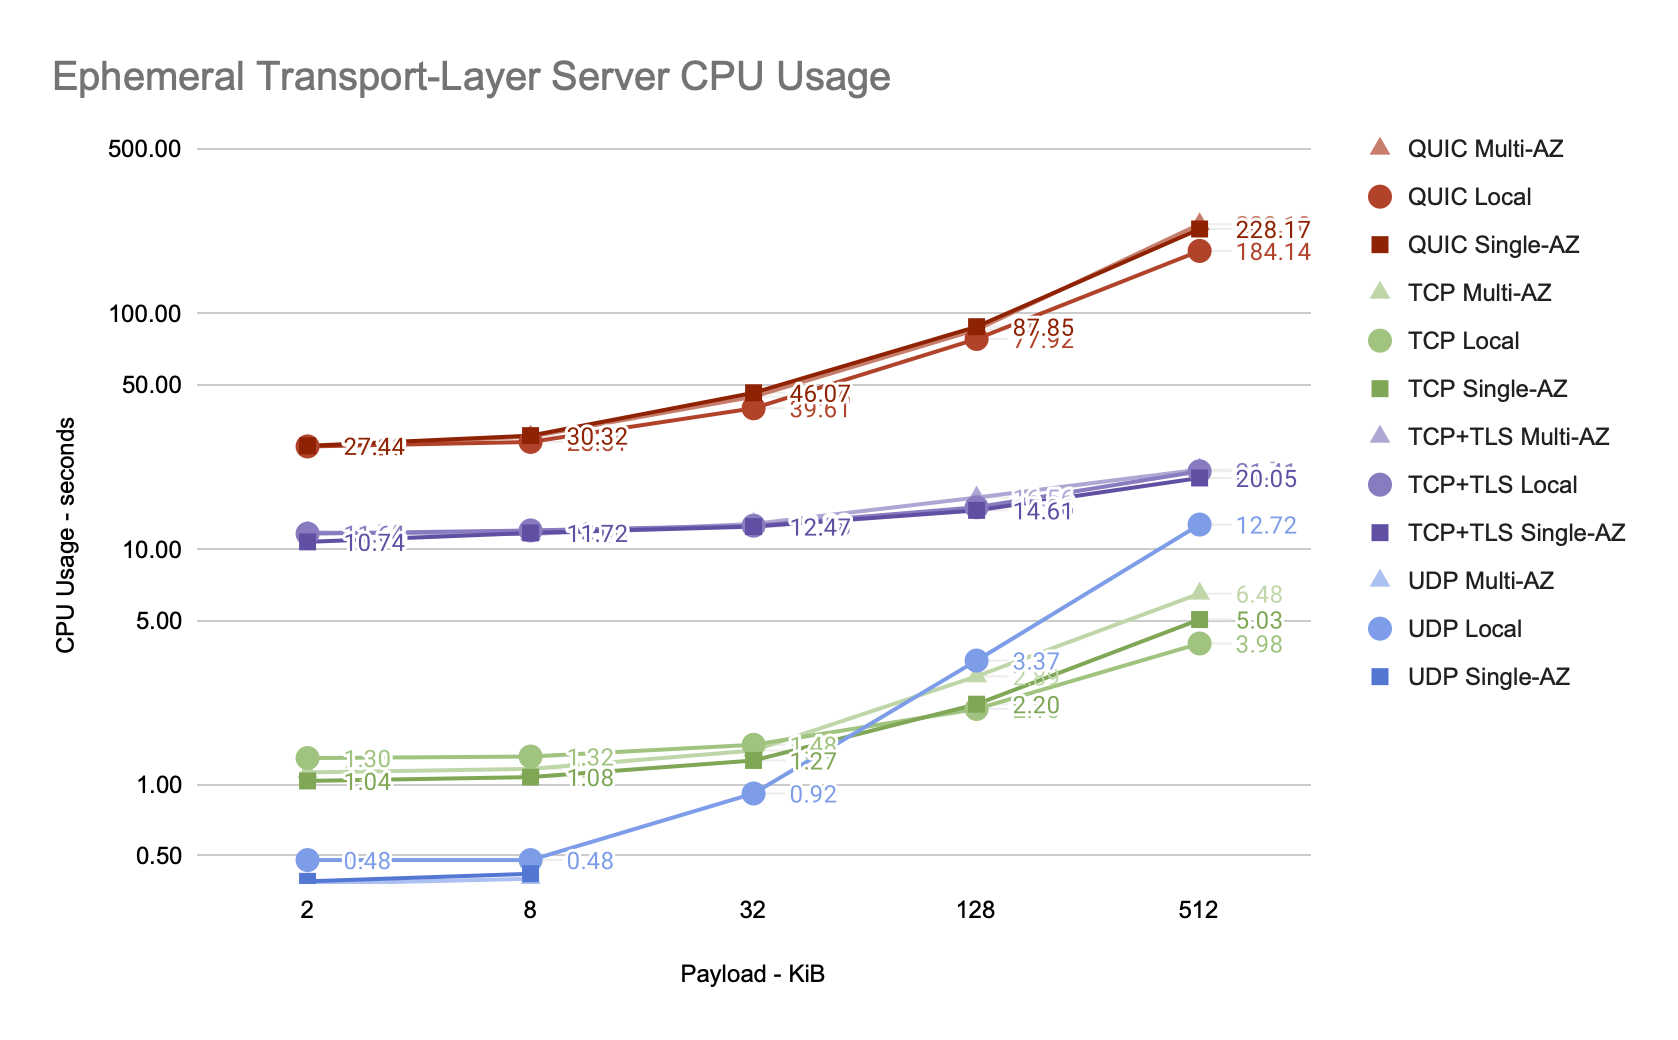 Ephemeral Transport-Layer Server CPU Usage
500.00
100.00
50.00
10.00
5.00
1.00
0.50
CPU Usage - seconds
2
8
32
128
512
Payload - KiB
228.17
184.14
87.85
77.92
46.07
39.61
27.44
30.32
20.05
14.61
12.47
11.72
10.74
12.72
6.48
5.03
3.98
3.37
2.20
1.48
1.27
0.92
1.30
1.32
1.04
1.08
0.48
0.48
QUIC Multi-AZ
QUIC Local
QUIC Single-AZ
TCP Multi-AZ
TCP Local
TCP Single-AZ
TCP+TLS Multi-AZ
TCP+TLS Local
TCP+TLS Single-AZ
UDP Multi-AZ
UDP Local
UDP Single-AZ